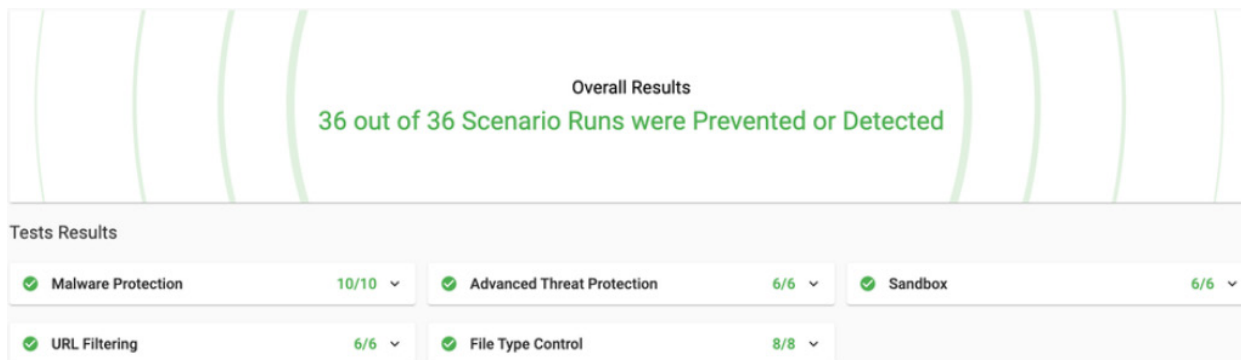 Overall Results
36 out of 36 Scenario Runs were Prevented or Detected
Tests Results
Malware Protection 10/10
Advanced Threat Protection 6/6
Sandbox 6/6
URL Filtering 6/6
File Type Control 8/8